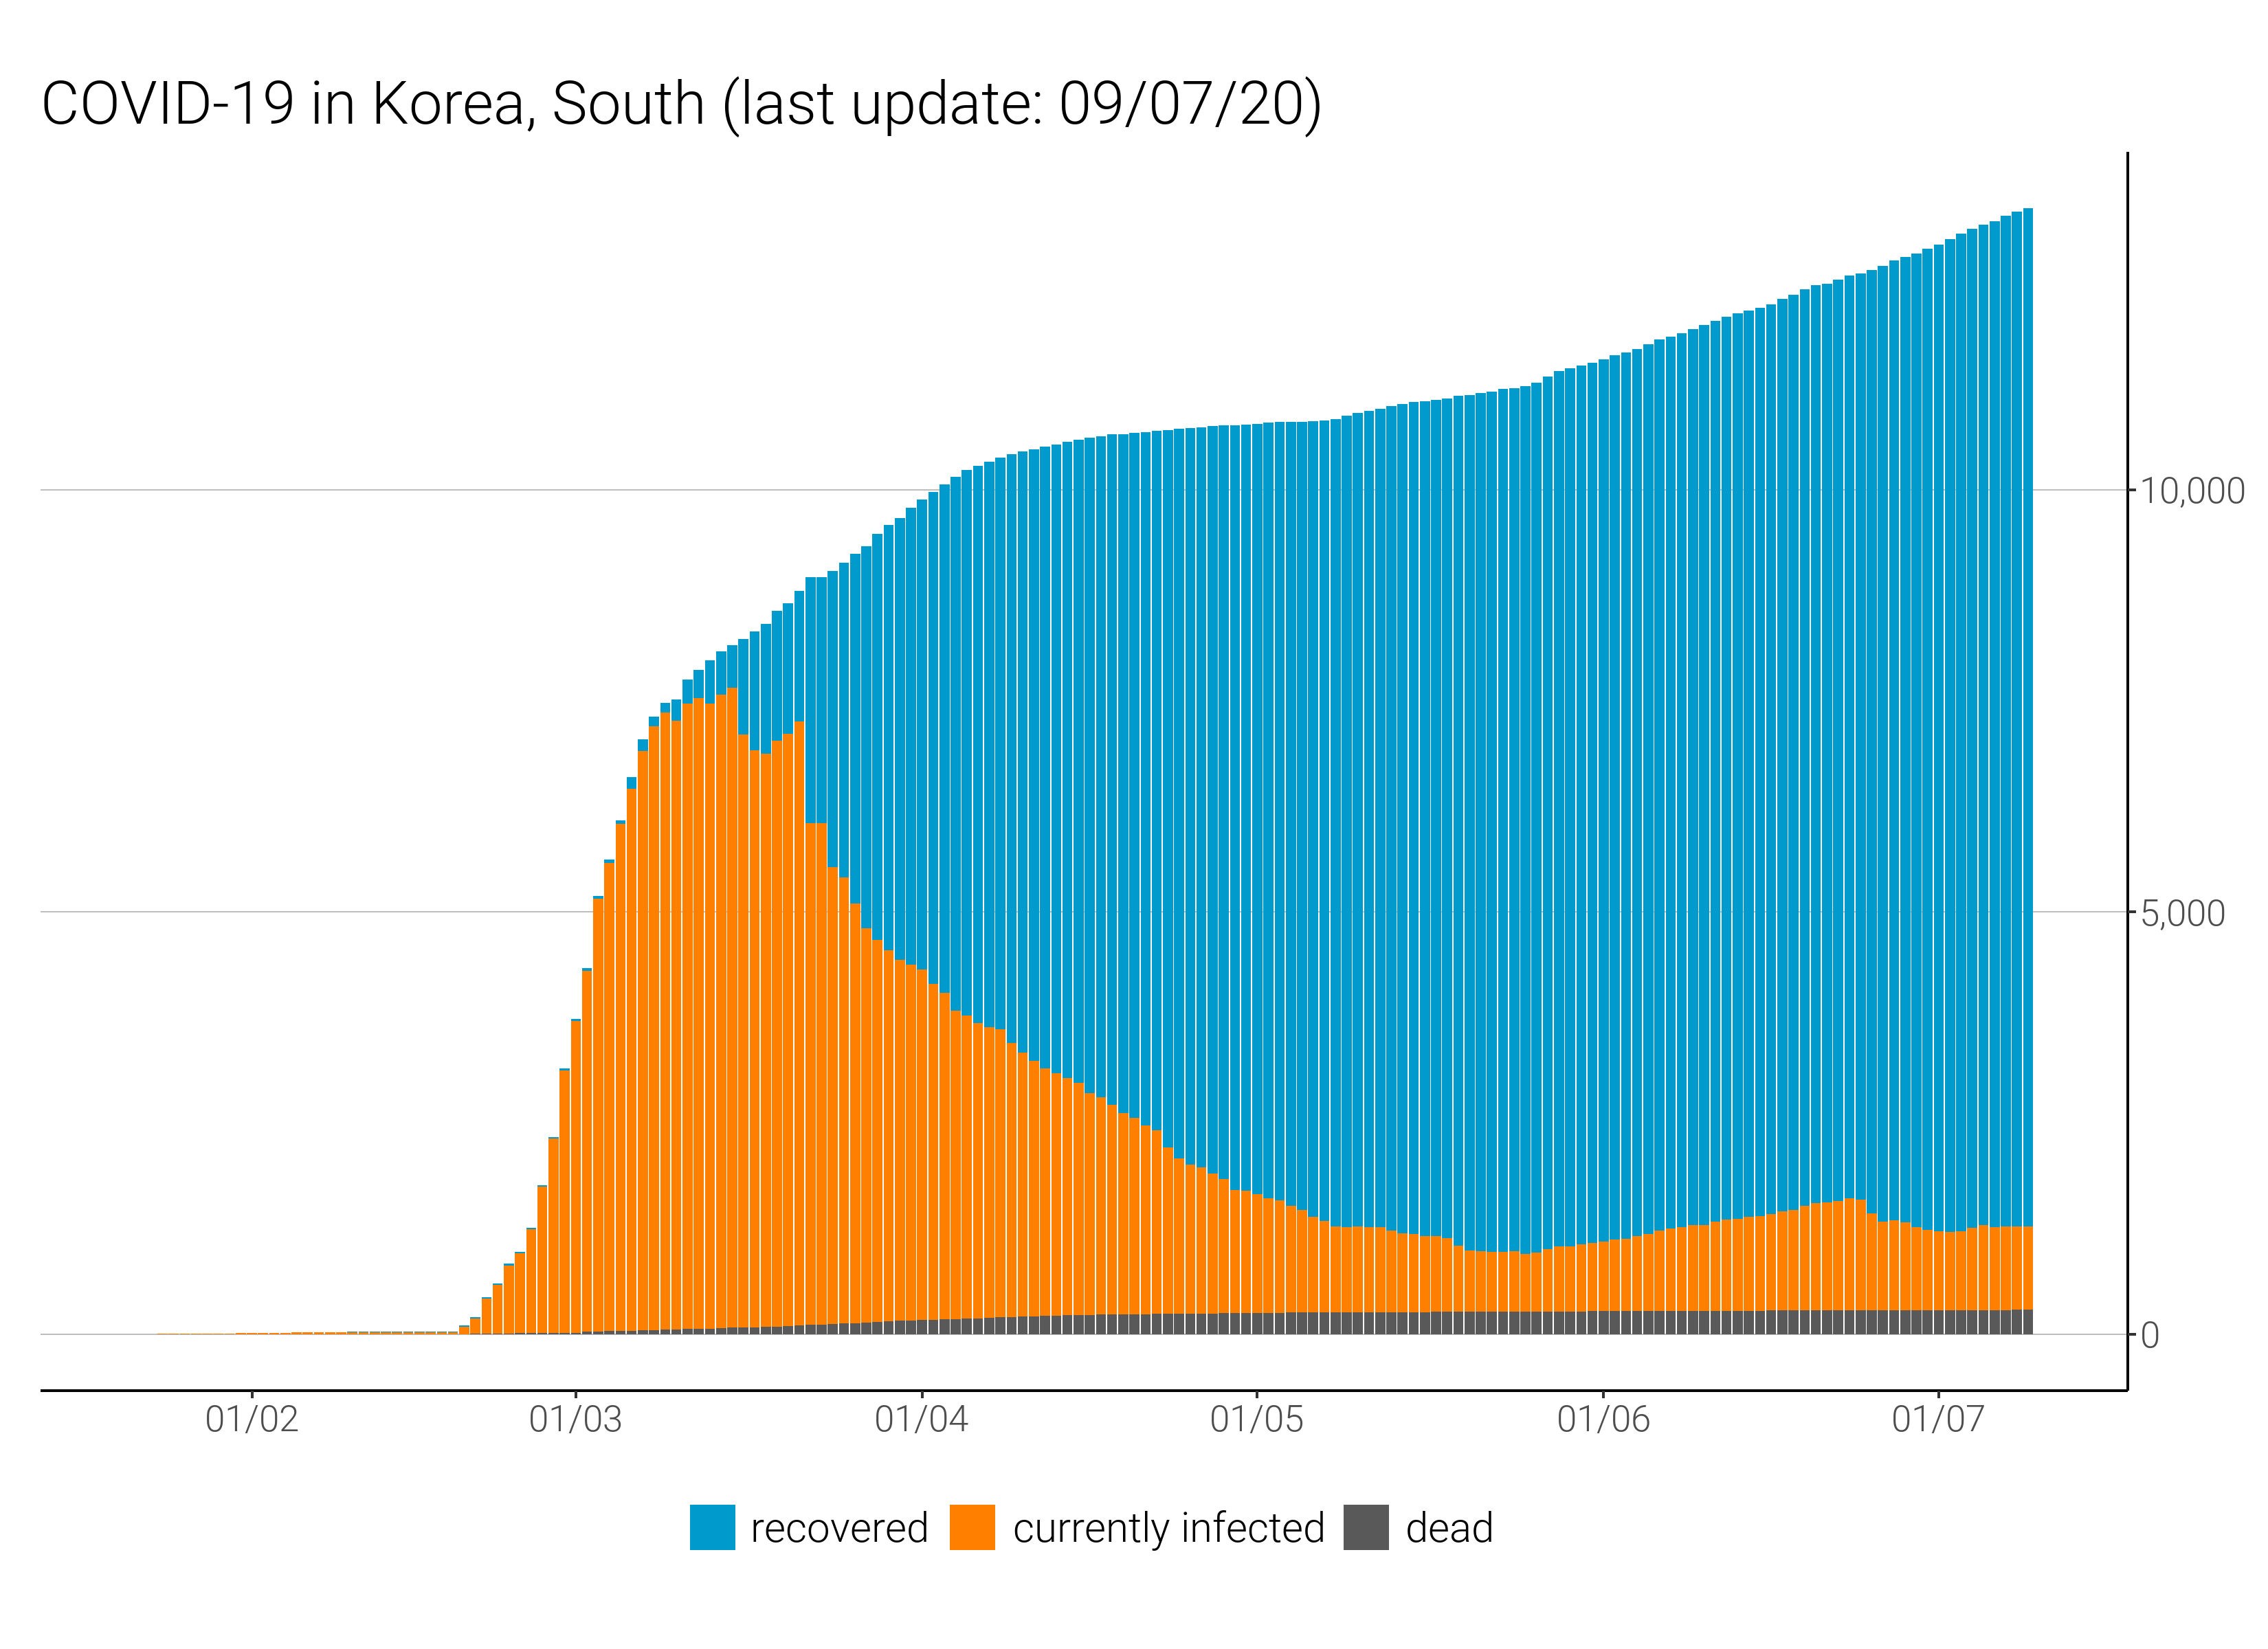 COVID-19 in Korea, South (last update: 09/07/20)
10,000
5,000
0
01/02 01/03 01/04 01/05 01/06 01/07
recovered currently infected dead